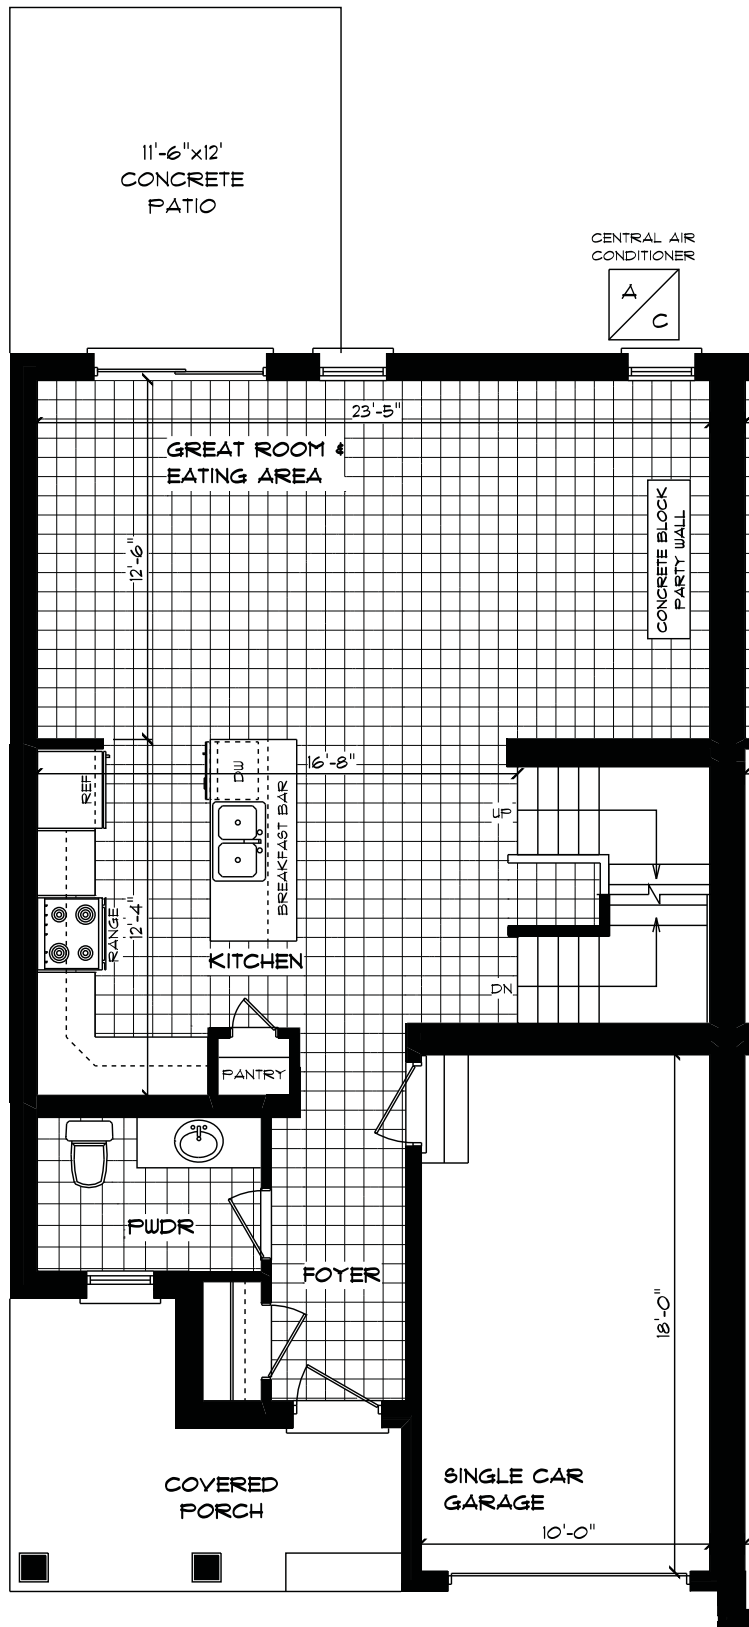 11'-6"x12'
CONCRETE
PATIO
CENTRAL AIR
CONDITIONER
A
C
23'-5"
GREAT ROOM &
EATING AREA
12'-6"
CONCRETE BLOCK
PARTY WALL
REF
DW
16'-8"
BREAKFAST BAR
UP
RANGE
12'-4"
KITCHEN
DN
PANTRY
PWDR
FOYER
18'-0"
COVERED
PORCH
SINGLE CAR
GARAGE
10'-0"